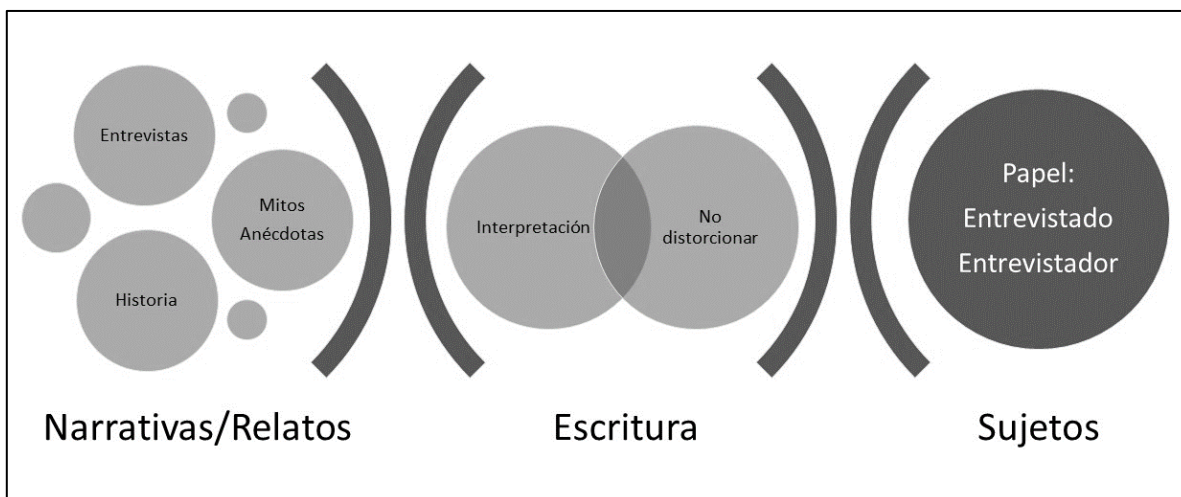 Entrevistas
Mitos
Anécdotas
Historia
Narrativas/Relatos
Interpretación
No
distorcionar
Escritura
Papel:
Entrevistado
Entrevistador
Sujetos